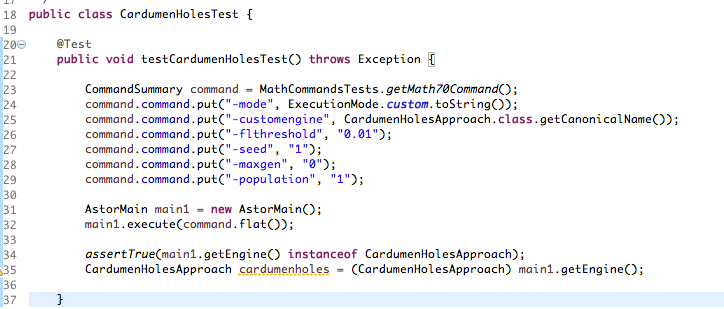 18 public class CardumenHolesTest {
19
20 @Test
21 public void testCardumenHolesTest() throws Exception {
22
23 CommandSummary command = MathCommandsTests.getMath70Command();
24 command.command.put("-mode", ExecutionMode.custom.toString());
25 command.command.put("-customengine", CardumenHolesApproach.class.getCanonicalName());
26 command.command.put("-flthreshold", "0.01");
27 command.command.put("-seed", "1");
28 command.command.put("-maxgen", "0");
29 command.command.put("-population", "1");
30
31 AstorMain main1 = new AstorMain();
32 main1.execute(command.flat());
33
34 assertTrue(main1.getEngine() instanceof CardumenHolesApproach);
35 CardumenHolesApproach cardumenholes = (CardumenHolesApproach) main1.getEngine();
36
37 }